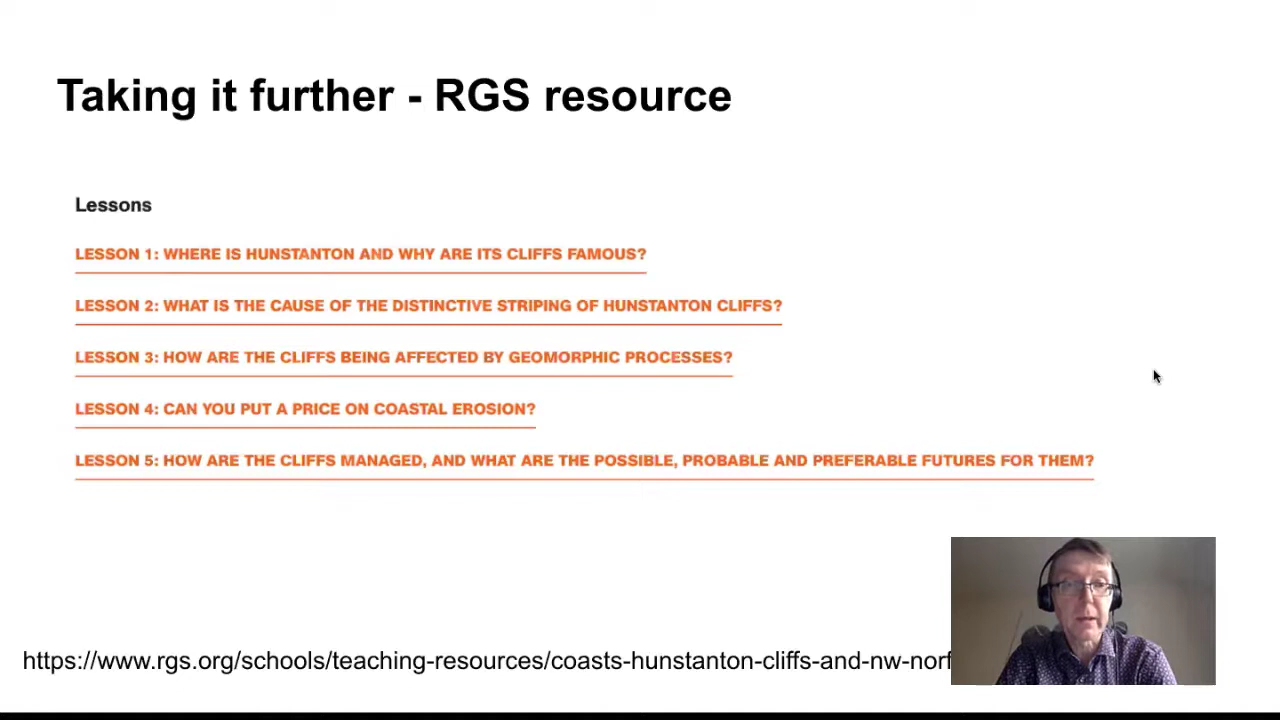 Taking it further - RGS resource
Lessons
LESSON 1: WHERE IS HUNSTANTON AND WHY ARE ITS CLIFFS FAMOUS?
LESSON 2: WHAT IS THE CAUSE OF THE DISTINCTIVE STRIPING OF HUNSTANTON CLIFFS?
LESSON 3: HOW ARE THE CLIFFS BEING AFFECTED BY GEOMORPHIC PROCESSES?
LESSON 4: CAN YOU PUT A PRICE ON COASTAL EROSION?
LESSON 5: HOW ARE THE CLIFFS MANAGED, AND WHAT ARE THE POSSIBLE, PROBABLE AND PREFERABLE FUTURES FOR THEM?
https://www.rgs.org/schools/teaching-resources/coasts-hunstanton-cliffs-and-nw-norf